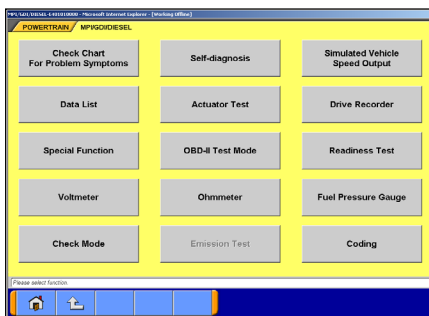 MPI/GDI/DIESEL-E401010009 - Microsoft Internet Explorer - [Working Offline]
POWERTRAIN MPI/GDI/DIESEL
Check Chart
For Problem Symptoms
Self-diagnosis
Simulated Vehicle
Speed Output
Data List
Actuator Test
Drive Recorder
Special Function
OBD-II Test Mode
Readiness Test
Voltmeter
Ohmmeter
Fuel Pressure Gauge
Check Mode
Emission Test
Coding
Please select function.